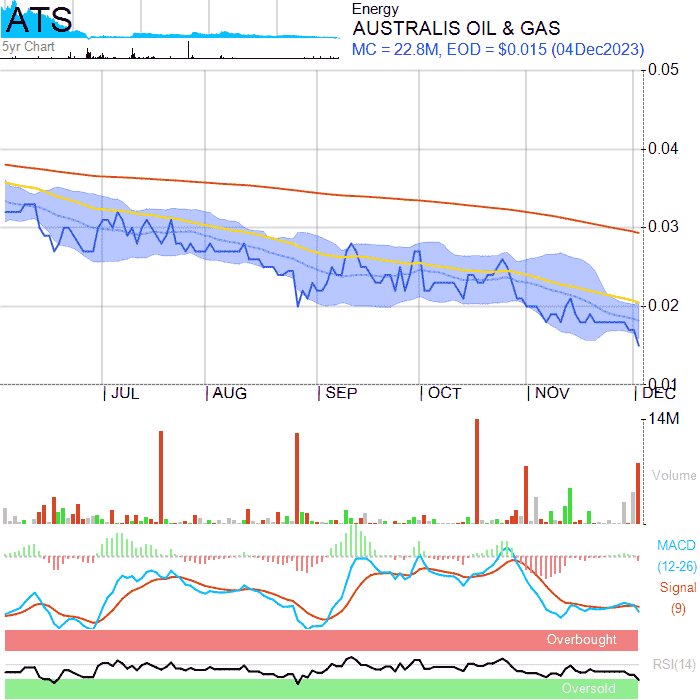 ATS
5yr Chart
Energy
AUSTRALIS OIL & GAS
MC = 22.8M, EOD = $0.015 (04Dec2023)
0.05
0.04
0.03
0.02
0.01
JUL AUG SEP OCT NOV DEC
14M
Volume
MACD
(12-26)
Signal
(9)
Overbought
RSI(14)
Oversold